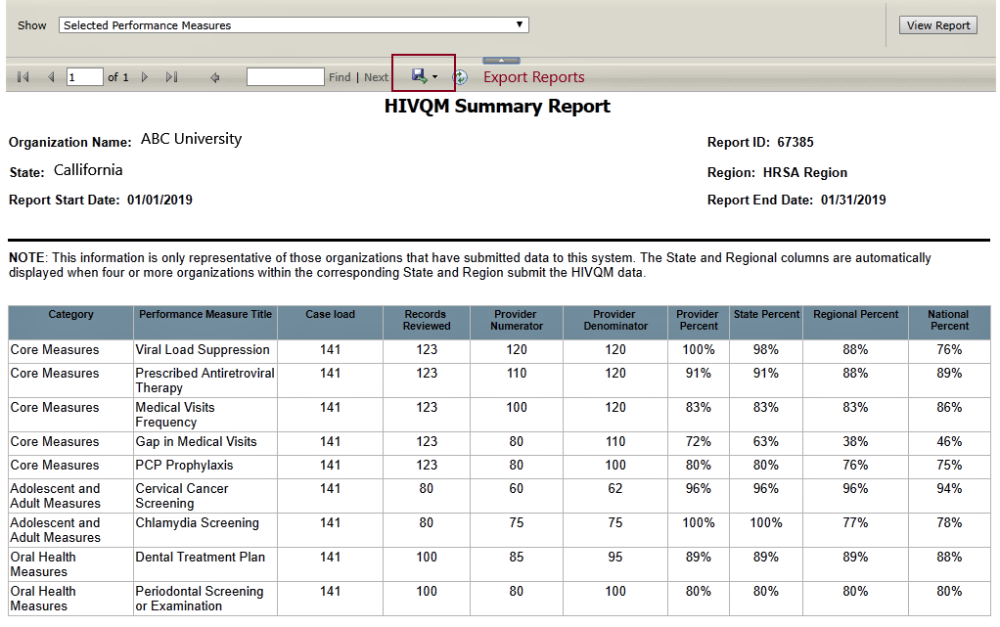 Show Selected Performance Measures View Report
1 of 1 Find | Next Export Reports
HIVQM Summary Report
Organization Name: ABC University Report ID: 67385
State: Callifornia Region: HRSA Region
Report Start Date: 01/01/2019 Report End Date: 01/31/2019
NOTE: This information is only representative of those organizations that have submitted data to this system. The State and Regional columns are automatically
displayed when four or more organizations within the corresponding State and Region submit the HIVQM data.
Category Performance Measure Title Case load Records Reviewed Provider Numerator Provider Denominator Provider Percent State Percent Regional Percent National Percent
Core Measures Viral Load Suppression 141 123 120 120 100% 98% 88% 76%
Core Measures Prescribed Antiretroviral Therapy 141 123 110 120 91% 91% 88% 89%
Core Measures Medical Visits Frequency 141 123 100 120 83% 83% 83% 86%
Core Measures Gap in Medical Visits 141 123 80 110 72% 63% 38% 46%
Core Measures PCP Prophylaxis 141 123 80 100 80% 80% 76% 75%
Adolescent and Adult Measures Cervical Cancer Screening 141 80 60 62 96% 96% 96% 94%
Adolescent and Adult Measures Chlamydia Screening 141 80 75 75 100% 100% 77% 78%
Oral Health Measures Dental Treatment Plan 141 100 85 95 89% 89% 89% 88%
Oral Health Measures Periodontal Screening or Examination 141 100 80 100 80% 80% 80% 80%